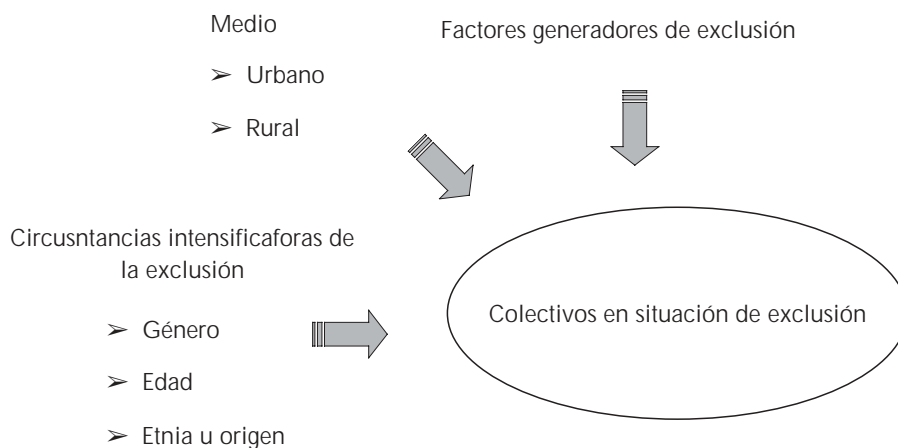 Medio
➢ Urbano
➢ Rural
Factores generadores de exclusión
Circusntancias intensificaforas de
la exclusión
➢ Género
➢ Edad
➢ Etnia u origen
Colectivos en situación de exclusión